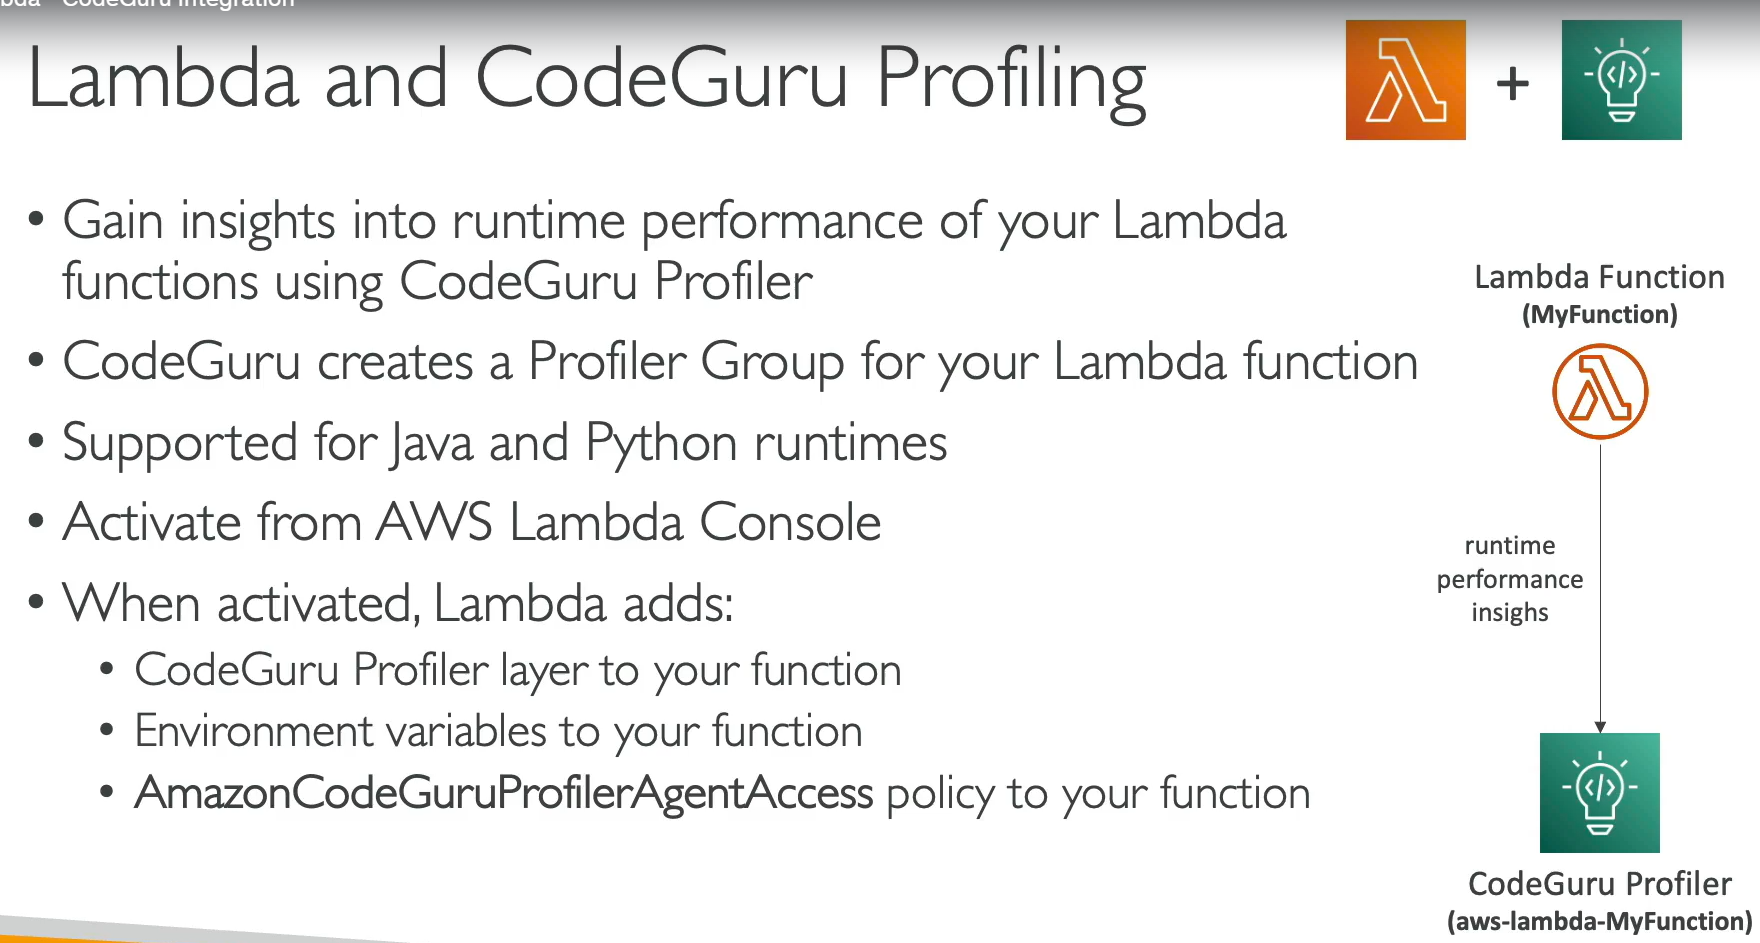 CodeGuru integration
Lambda and CodeGuru Profiling
+
• Gain insights into runtime performance of your Lambda
functions using CodeGuru Profiler
• CodeGuru creates a Profiler Group for your Lambda function
• Supported for Java and Python runtimes
• Activate from AWS Lambda Console
• When activated, Lambda adds:
• CodeGuru Profiler layer to your function
• Environment variables to your function
• AmazonCodeGuruProfilerAgentAccess policy to your function
Lambda Function
(MyFunction)
runtime
performance
insighs
CodeGuru Profiler
(aws-lambda-MyFunction)